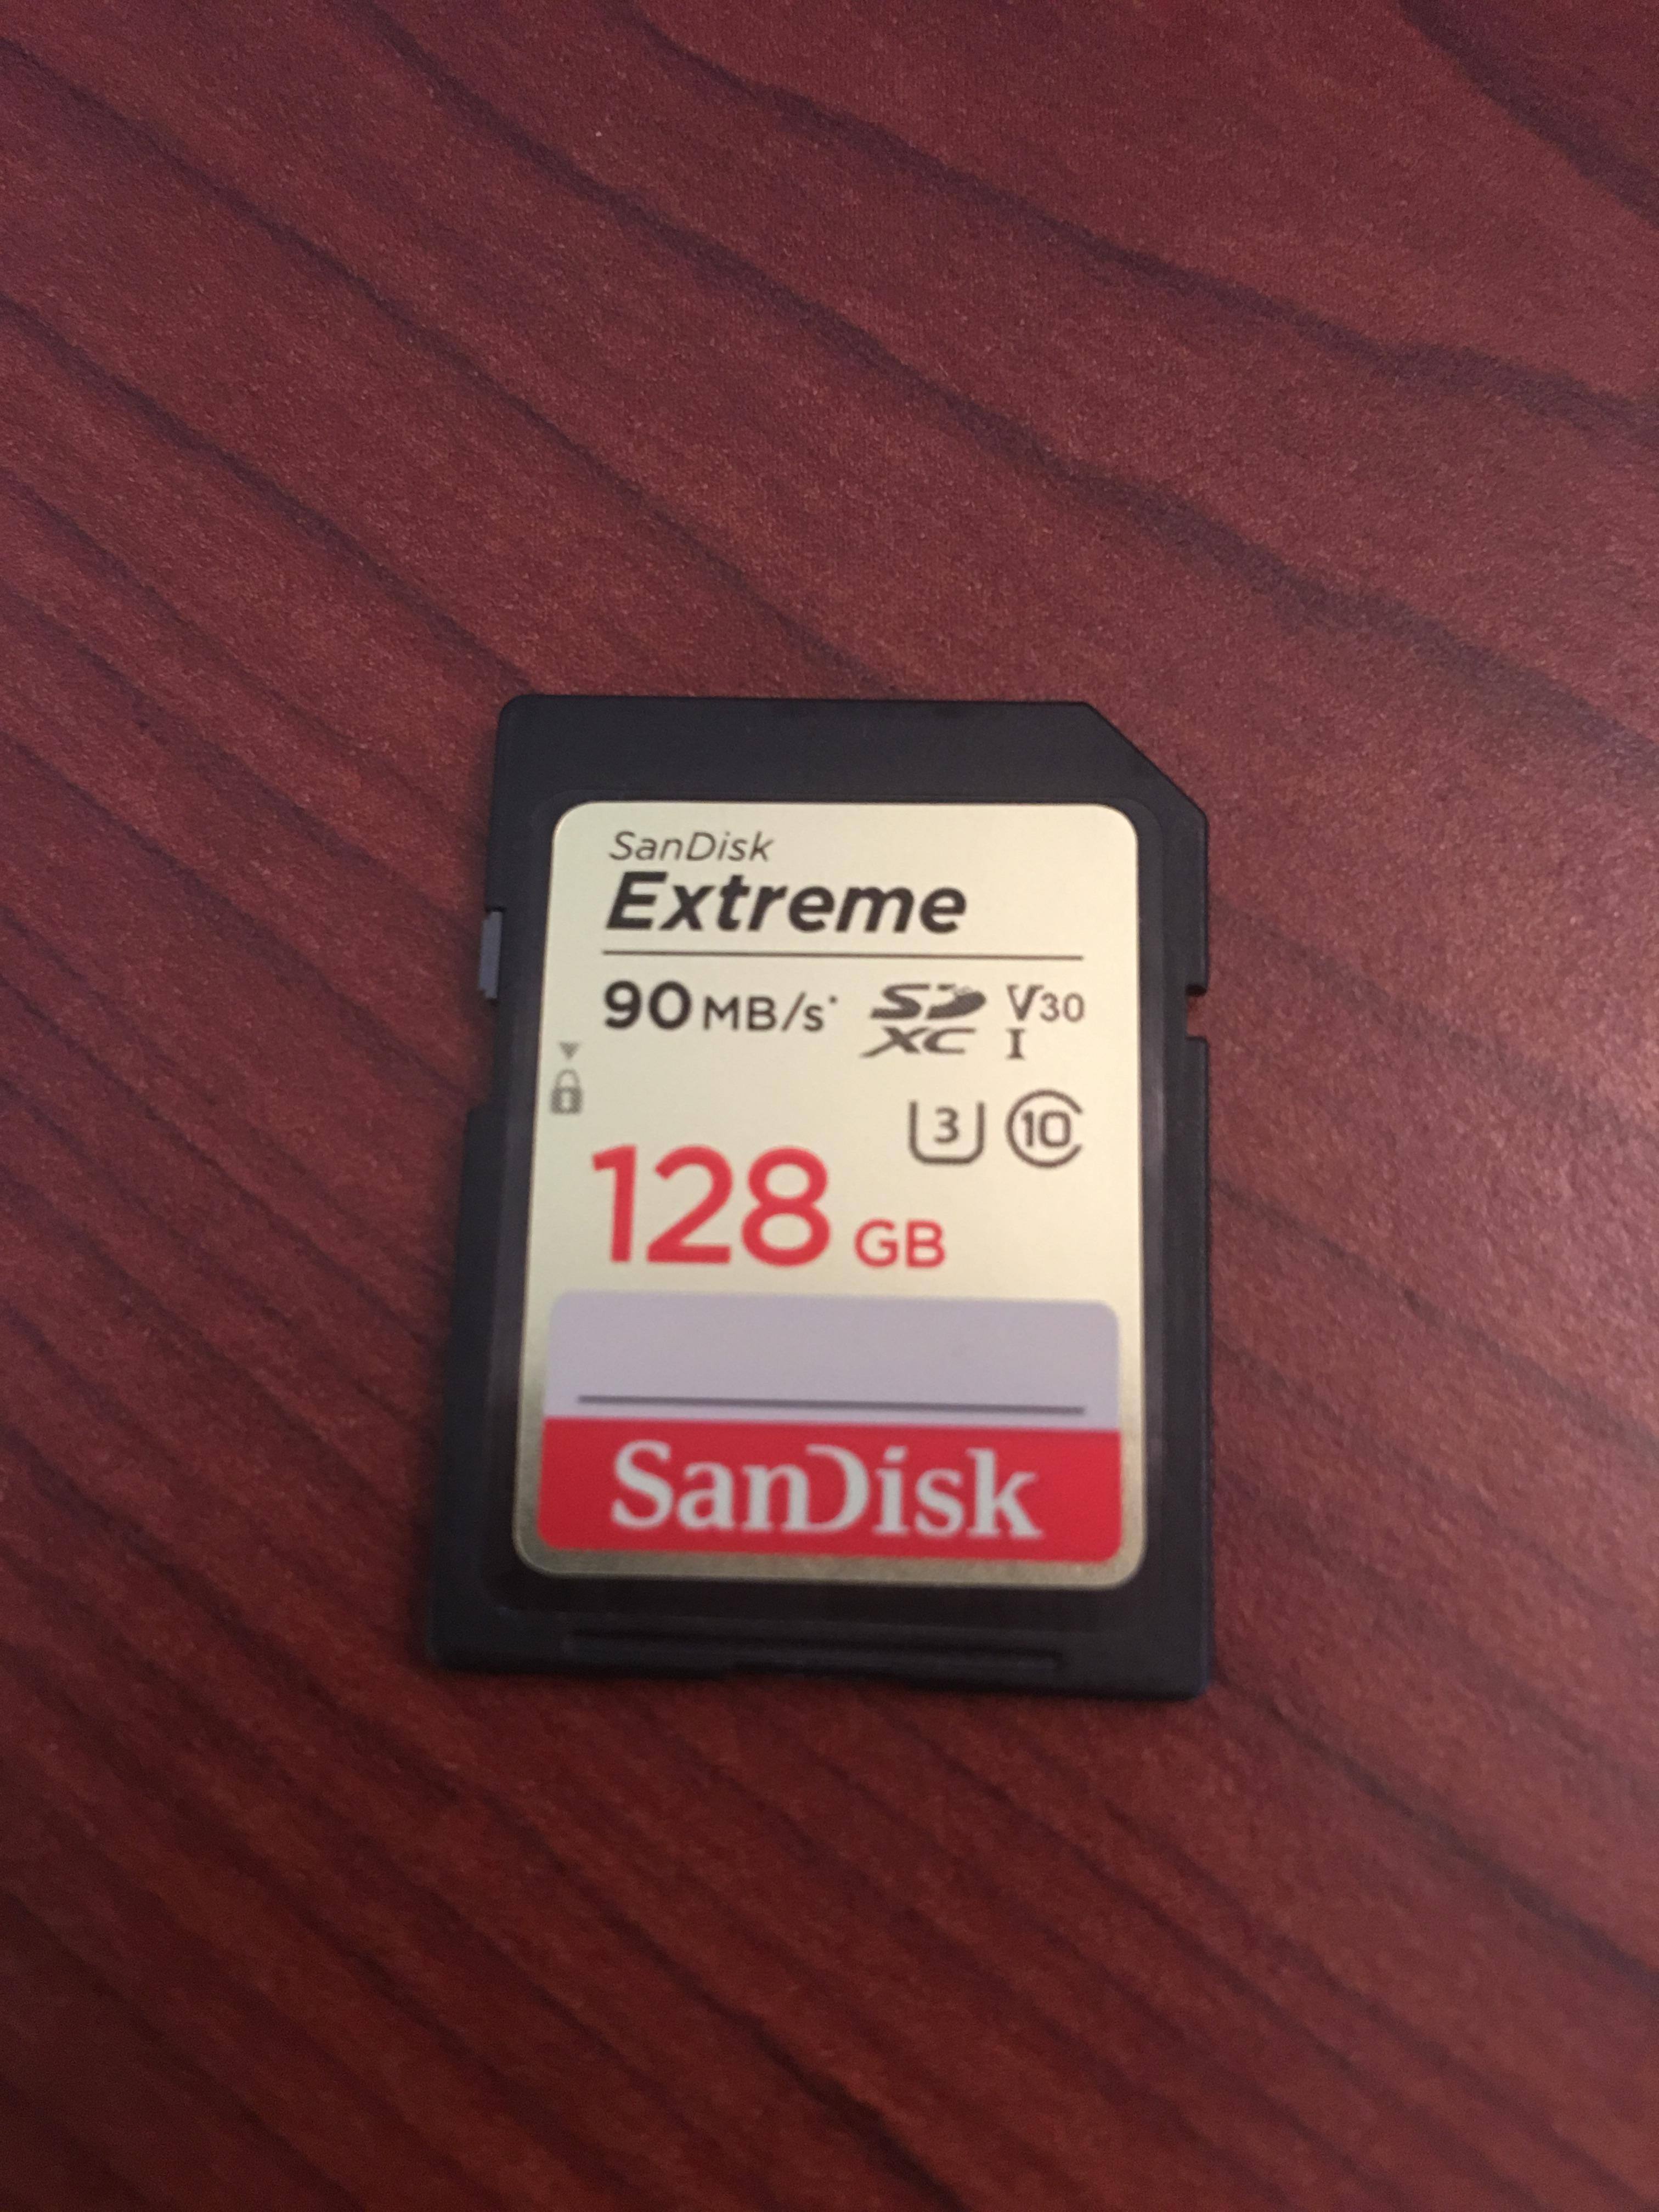 SanDisk
Extreme
90 MB/s* SD XC V30 I
3 10
128 GB
SanDisk